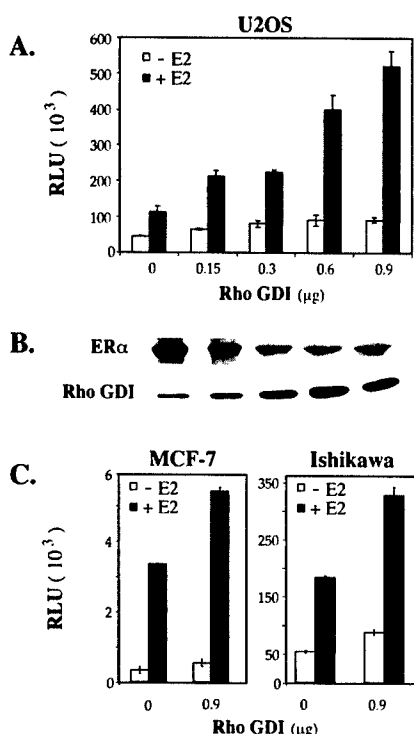 U2OS
A.
600
500
400
300
200
100
0
RLU ( 10³ )
- E2
+ E2
0 0.15 0.3 0.6 0.9
Rho GDI (µg)
B.
ERα
Rho GDI
C.
MCF-7
6
4
2
0
RLU ( 10³ )
- E2
+ E2
0 0.9
Ishikawa
350
250
150
50
0
- E2
+ E2
0 0.9
Rho GDI (µg)